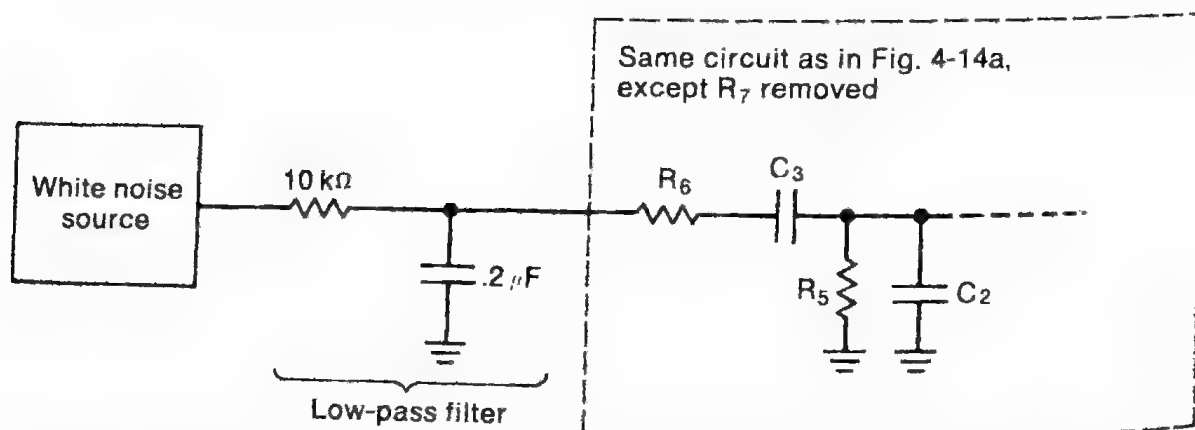 Same circuit as in Fig. 4-14a,
except R₇ removed
White noise
source
10 kΩ
.2 μF
Low-pass filter
R₆
C₃
R₅
C₂